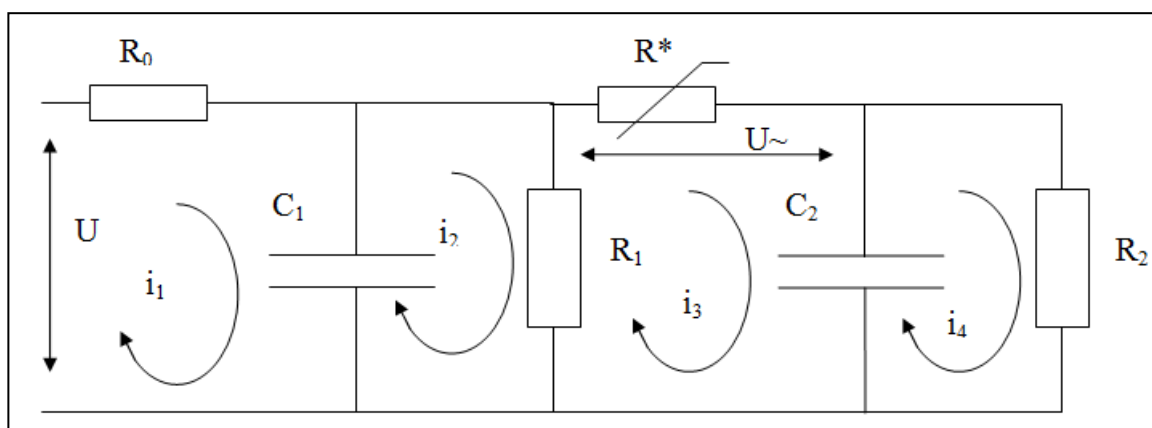 R₀
R*
U~
C₁
C₂
U
i₂
R₁
R₂
i₁
i₃
i₄